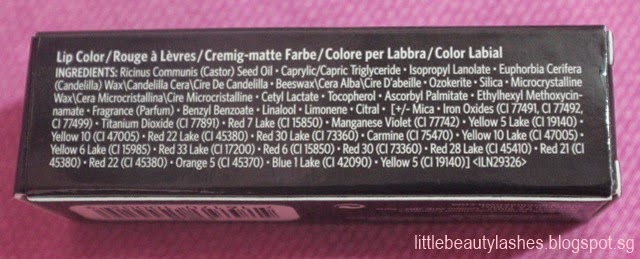 Lip Color/Rouge à Lèvres/Cremig-matte Farbe/Colore per Labbra/Color Labial
INGREDIENTS: Ricinus Communis (Castor) Seed Oil • Caprylic/Capric Triglyceride • Isopropyl Lanolate • Euphorbia Cerifera
(Candelilla) Wax\Candelilla Cera\Cire De Candelilla • Beeswax\Cera Alba\Cire D'abeille • Ozokerite • Silica • Microcrystalline
Wax\Cera Microcristallina\Cire Microcristalline • Cetyl Lactate • Tocopherol • Ascorbyl Palmitate • Ethylhexyl Methoxycin-
namate • Fragrance (Parfum) • Benzyl Benzoate • Linalool • Limonene • Citral • [+/- Mica • Iron Oxides (CI 77491, CI 77492,
CI 77499) • Titanium Dioxide (CI 77891) • Red 7 Lake (CI 15850) • Manganese Violet (CI 77742) • Yellow 5 Lake (CI 19140) •
Yellow 10 (CI 47005) • Red 22 Lake (CI 45380) • Red 30 Lake (CI 73360) • Carmine (CI 75470) • Yellow 10 Lake (CI 47005) •
Yellow 6 Lake (CI 15985) • Red 33 Lake (CI 17200) • Red 6 (CI 15850) • Red 30 (CI 73360) • Red 28 Lake (CI 45410) • Red 21 (CI
45380) • Red 22 (CI 45380) • Orange 5 (CI 45370) • Blue 1 Lake (CI 42090) • Yellow 5 (CI 19140)] <ILN29326>
littlebeautylashes.blogspot.sg